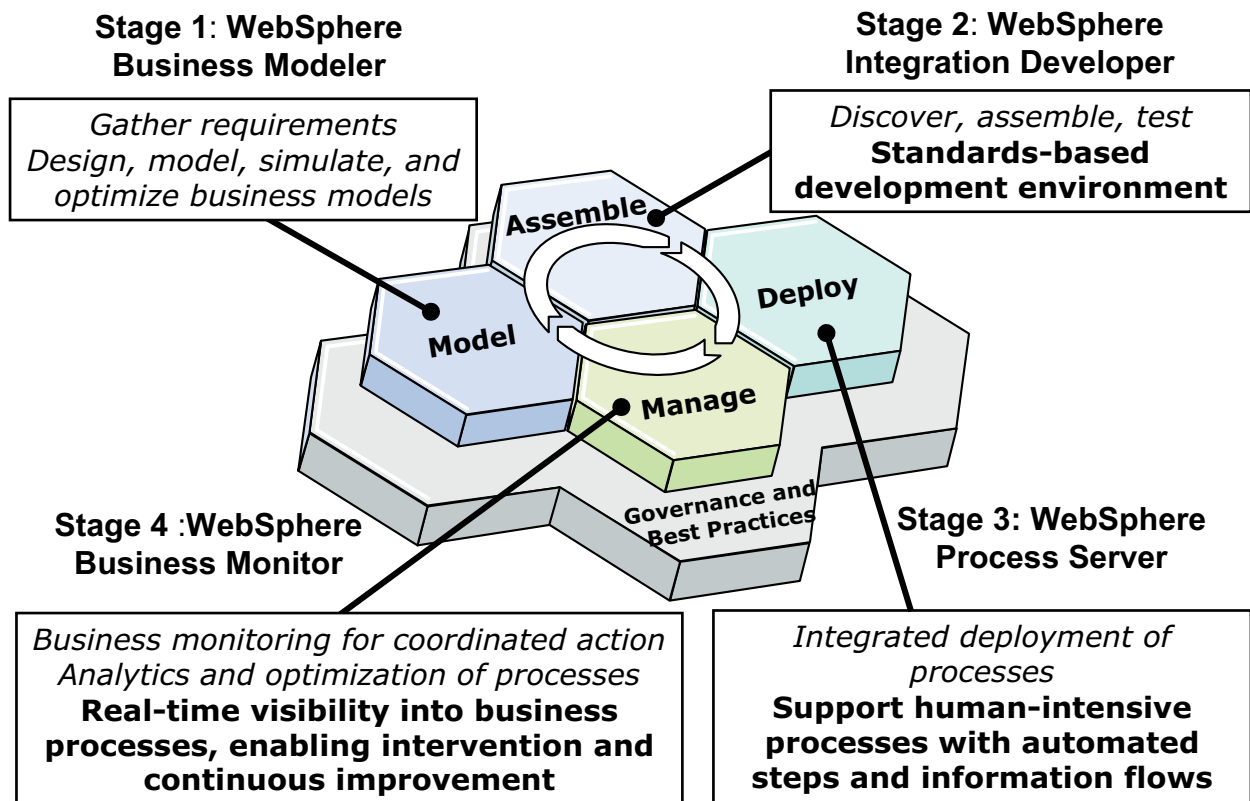 Stage 1: WebSphere
Business Modeler
Gather requirements
Design, model, simulate, and
optimize business models
Stage 2: WebSphere
Integration Developer
Discover, assemble, test
Standards-based
development environment
Assemble
Deploy
Model
Manage
Governance and
Best Practices
Stage 4 :WebSphere
Business Monitor
Business monitoring for coordinated action
Analytics and optimization of processes
Real-time visibility into business
processes, enabling intervention and
continuous improvement
Stage 3: WebSphere
Process Server
Integrated deployment of
processes
Support human-intensive
processes with automated
steps and information flows